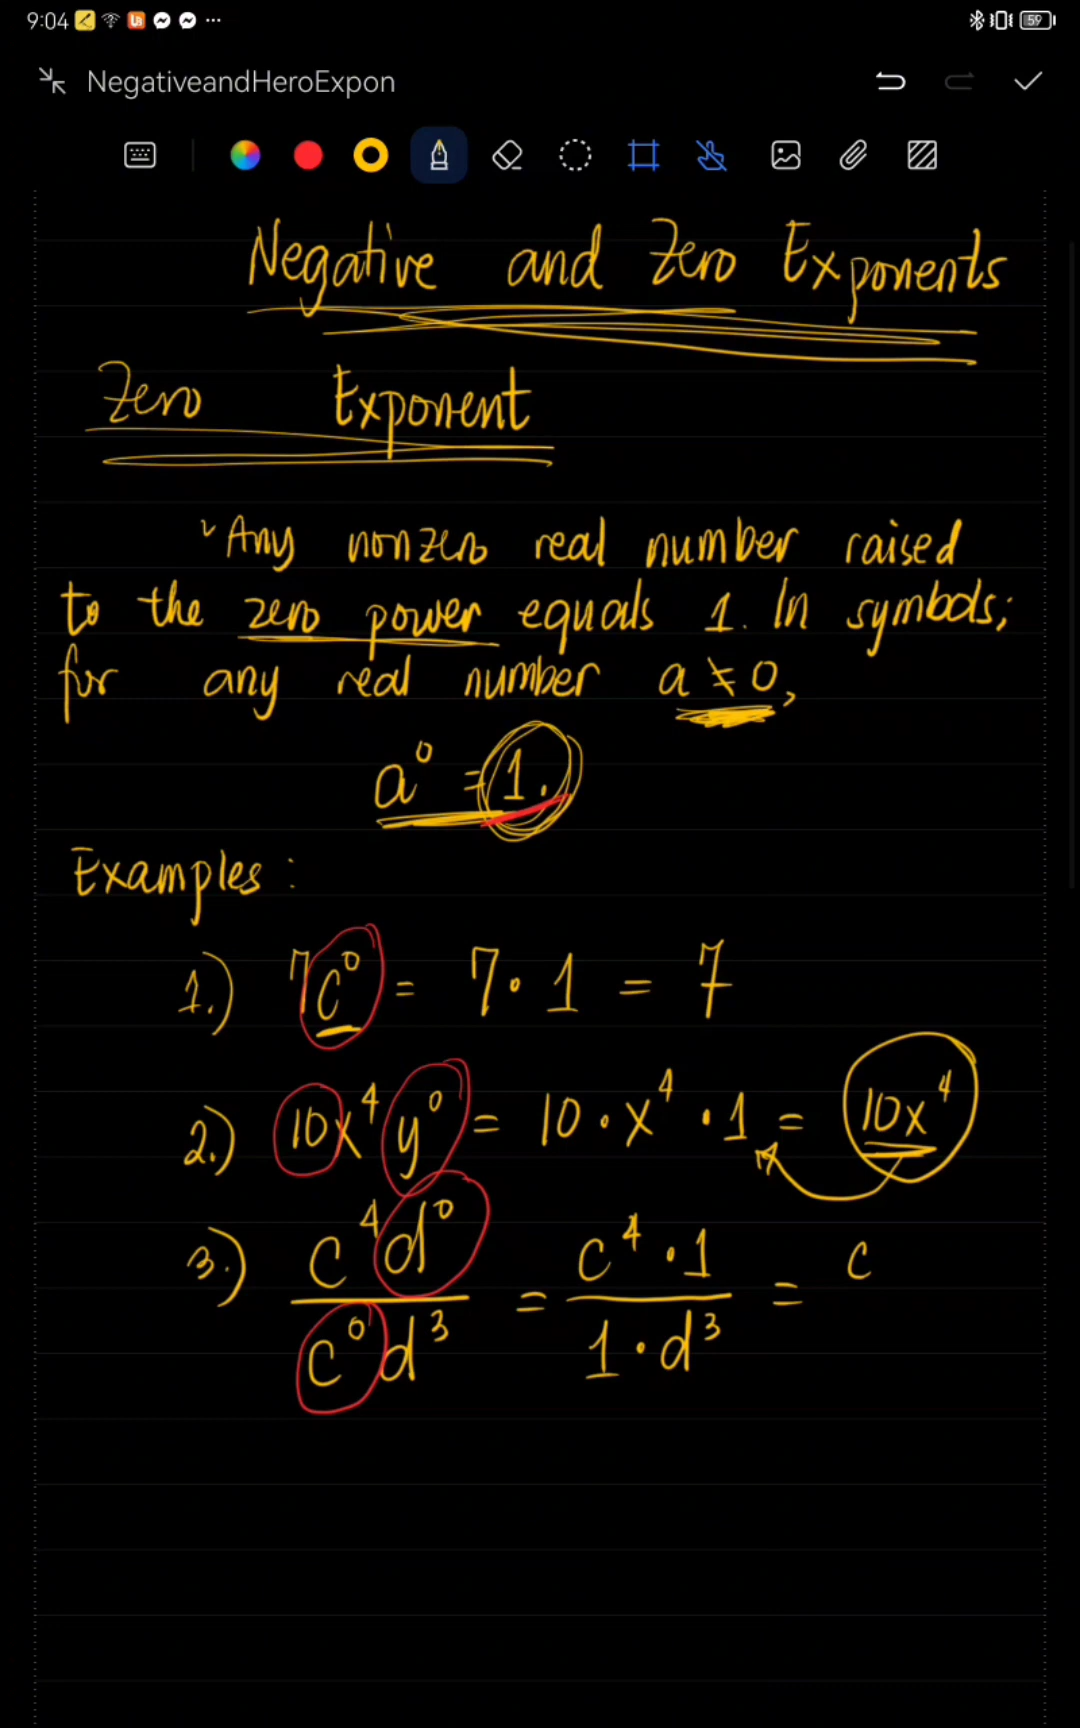 9:04 59
NegativeandHeroExpon
Negative and Zero Exponents
Zero Exponent
Any nonzero real number raised
to the zero power equals 1. In symbols;
for any real number a ≠ 0,
a⁰ = 1.
Examples :
1.) 7c⁰ = 7 · 1 = 7
2.) 10x⁴y⁰ = 10 · x⁴ · 1 = 10x⁴
3.) c⁴d⁰ / c⁰d³ = c⁴ · 1 / 1 · d³ = c